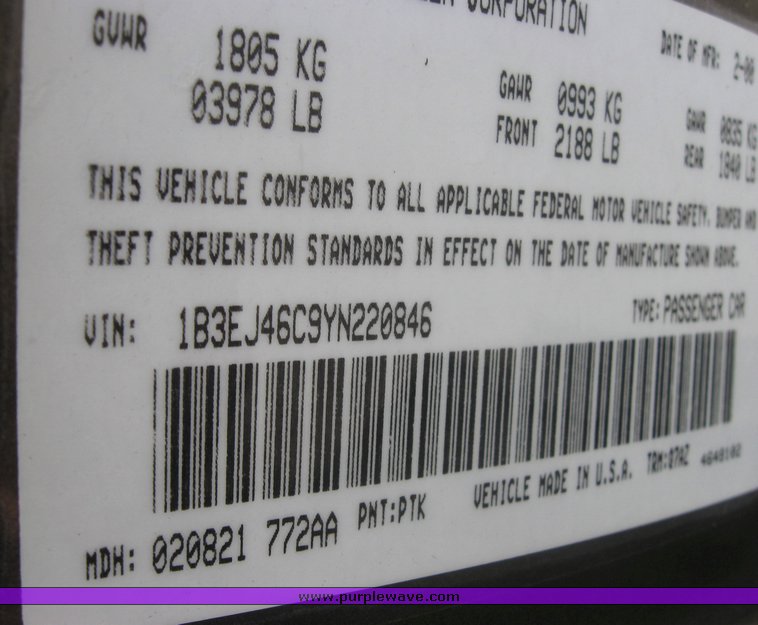 CORPORATION
GVWR 1805 KG
03978 LB
DATE OF MFR: 2-00
GAWR 0993 KG
FRONT 2188 LB
GAWR 0835 KG
REAR 1840 LB
THIS VEHICLE CONFORMS TO ALL APPLICABLE FEDERAL MOTOR VEHICLE SAFETY, BUMPER AND
THEFT PREVENTION STANDARDS IN EFFECT ON THE DATE OF MANUFACTURE SHOWN ABOVE.
VIN: 1B3EJ46C9YN220846
TYPE: PASSENGER CAR
VEHICLE MADE IN U.S.A.
TRM:07AZ
MDH: 020821 772AA PNT:PTK
www.purplewave.com